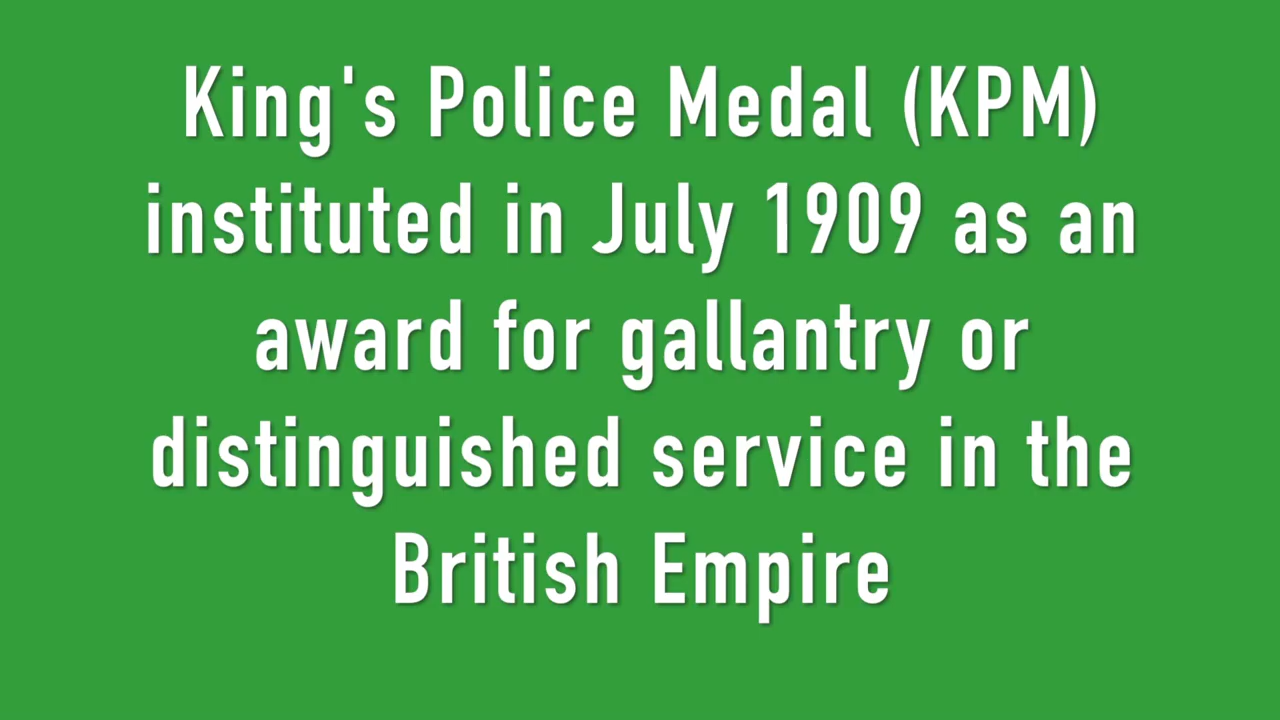 King's Police Medal (KPM)
instituted in July 1909 as an
award for gallantry or
distinguished service in the
British Empire